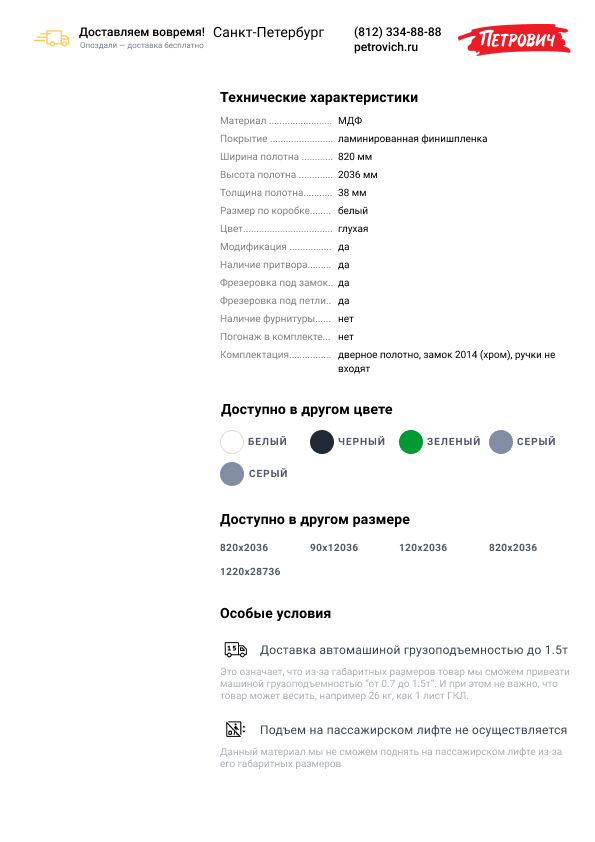 Доставляем вовремя!
Опоздали — доставка бесплатно
Санкт-Петербург
(812) 334-88-88
petrovich.ru
ПЕТРОВИЧ
Технические характеристики
Материал ....................... МДФ
Покрытие ....................... ламинированная финишпленка
Ширина полотна ............ 820 мм
Высота полотна ............. 2036 мм
Толщина полотна........... 38 мм
Размер по коробке........ белый
Цвет................................. глухая
Модификация ................ да
Наличие притвора......... да
Фрезеровка под замок.. да
Фрезеровка под петли.. да
Наличие фурнитуры...... нет
Погонаж в комплекте... нет
Комплектация................ дверное полотно, замок 2014 (хром), ручки не
входят
Доступно в другом цвете
БЕЛЫЙ ЧЕРНЫЙ ЗЕЛЕНЫЙ СЕРЫЙ
СЕРЫЙ
Доступно в другом размере
820x2036 90x12036 120x2036 820x2036
1220x28736
Особые условия
1.5 Доставка автомашиной грузоподъемностью до 1.5т
Это означает, что из-за габаритных размеров товар мы сможем привезти
машиной грузоподъемностью “от 0.7 до 1.5т”. И при этом не важно, что
товар может весить, например 26 кг, как 1 лист ГКЛ.
Подъем на пассажирском лифте не осуществляется
Данный материал мы не сможем поднять на пассажирском лифте из-за
его габаритных размеров